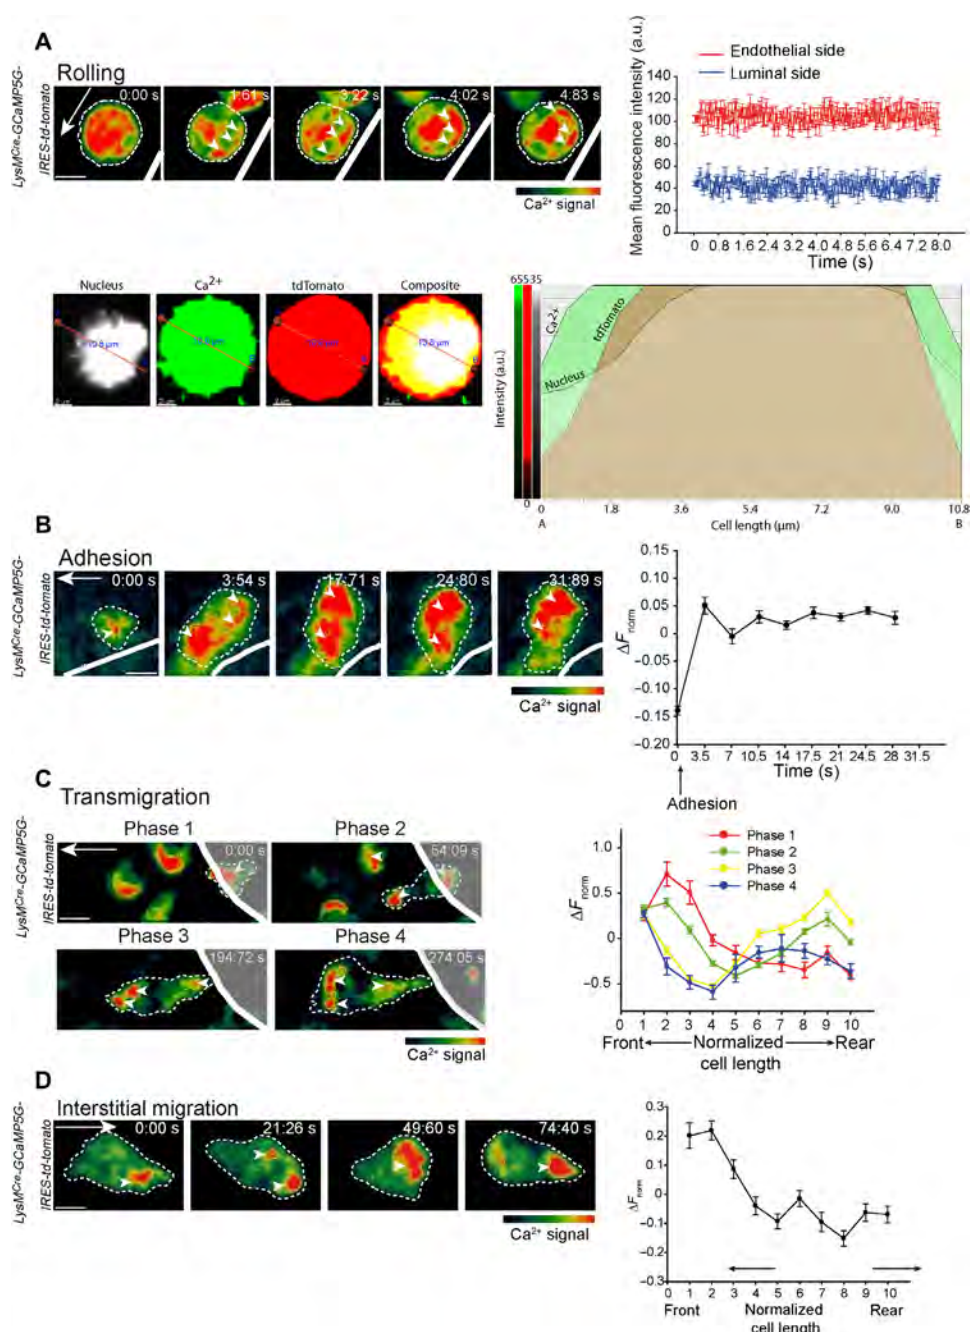 A
Rolling
LysMCre-GCaMP5G-
IRES-td-tomato
0:00 s
1:61 s
3:22 s
4:02 s
4:83 s
Ca2+ signal
Endothelial side
Luminal side
Mean fluorescence intensity (a.u.)
140
120
100
80
60
40
20
0
0 0.8 1.6 2.4 3.2 4.0 4.8 5.6 6.4 7.2 8.0
Time (s)
Nucleus
Ca2+
tdTomato
Composite
65535
Intensity (a.u.)
0
Ca2+
tdTomato
Nucleus
0 1.8 3.6 5.4 7.2 9.0 10.8
A Cell length (µm) B
B
Adhesion
LysMCre-GCaMP5G-
IRES-td-tomato
0:00 s
3:54 s
17:71 s
24:80 s
31:89 s
Ca2+ signal
ΔFnorm
0.15
0.10
0.05
0.00
−0.05
−0.10
−0.15
−0.20
0 3.5 7 10.5 14 17.5 21 24.5 28 31.5
Time (s)
Adhesion
C
Transmigration
LysMCre-GCaMP5G-
IRES-td-tomato
Phase 1
0:00 s
Phase 2
64:09 s
Phase 3
194:72 s
Phase 4
274:05 s
Ca2+ signal
Phase 1
Phase 2
Phase 3
Phase 4
ΔFnorm
1.0
0.5
0
−0.5
0 1 2 3 4 5 6 7 8 9 10
Front Normalized Rear
cell length
D
Interstitial migration
LysMCre-GCaMP5G-
IRES-td-tomato
0:00 s
21:26 s
49:60 s
74:40 s
Ca2+ signal
ΔFnorm
0.3
0.2
0.1
0
−0.1
−0.2
−0.3
0 1 2 3 4 5 6 7 8 9 10
Front Normalized Rear
cell length